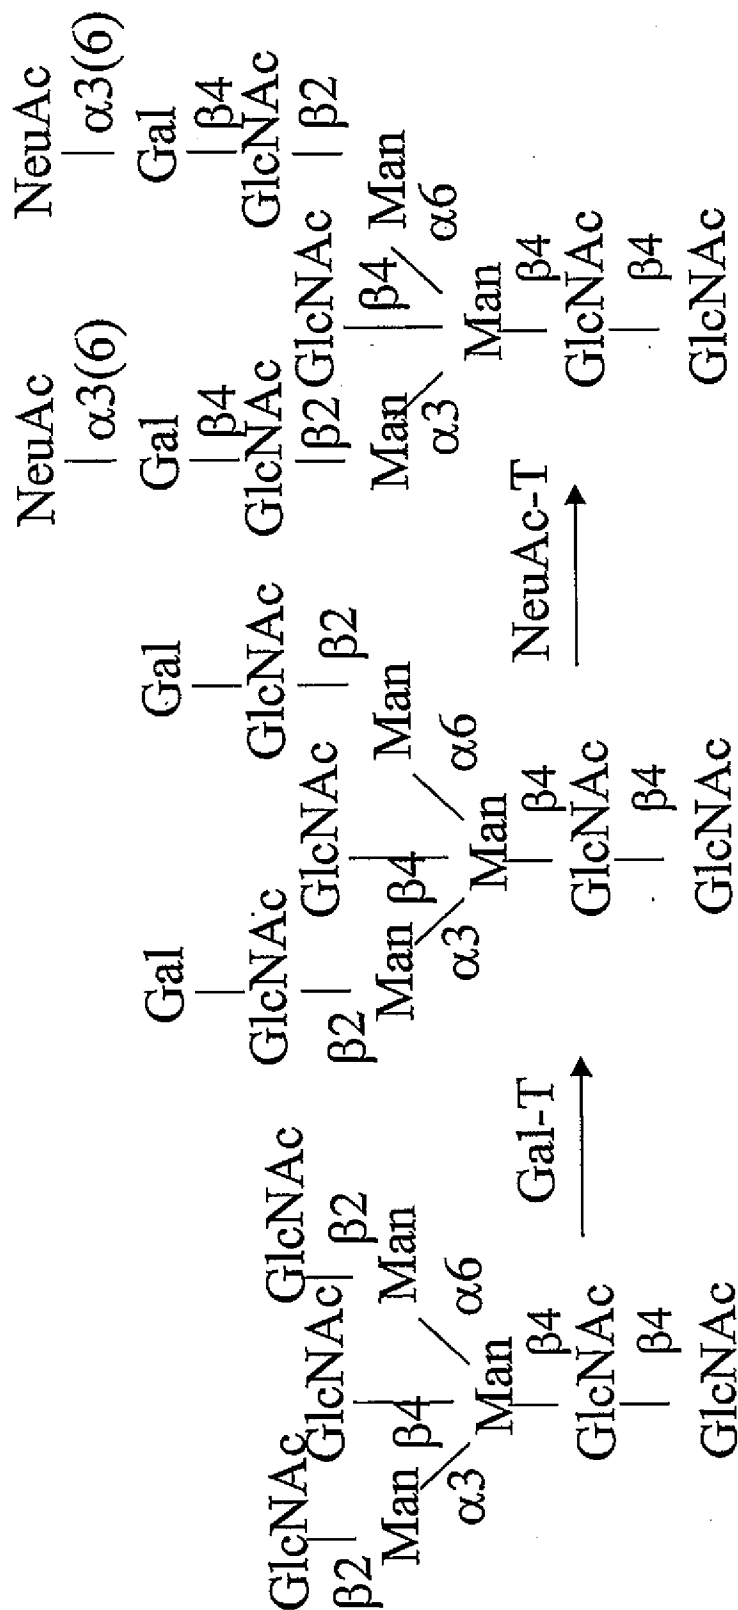 GlcNAc GlcNAc
GlcNAc
β2 β2
Man β4 Man
α3 α6
Man
β4
GlcNAc
β4
GlcNAc
Gal-T
Gal Gal
GlcNAc GlcNAc
GlcNAc
β2 β2
Man β4 Man
α3 α6
Man
β4
GlcNAc
β4
GlcNAc
NeuAc-T
NeuAc NeuAc
α3(6) α3(6)
Gal Gal
β4 β4
GlcNAc GlcNAc
GlcNAc
β2 β2
Man β4 Man
α3 α6
Man
β4
GlcNAc
β4
GlcNAc